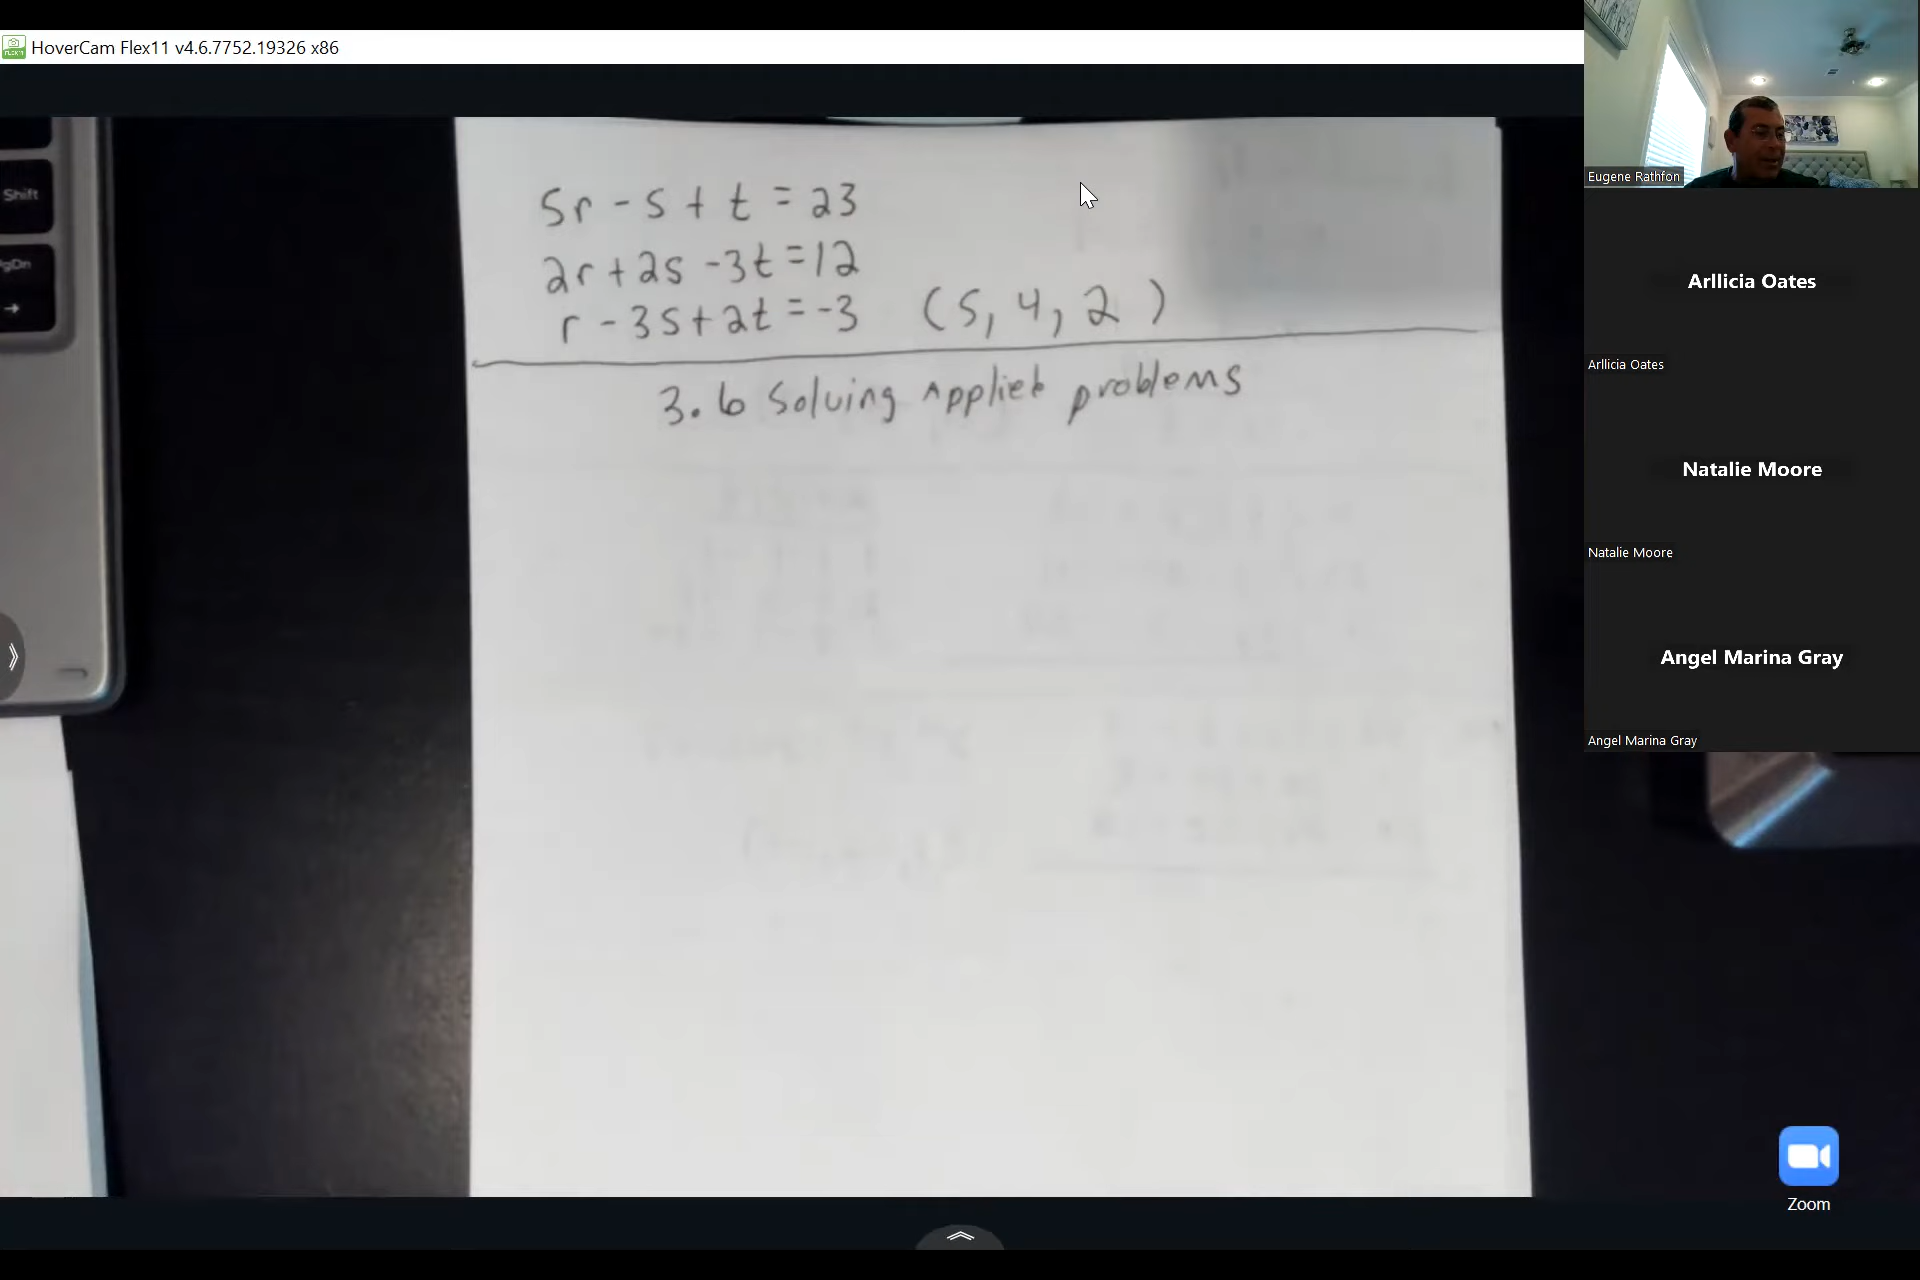 HoverCam Flex11 v4.6.7752.19326 x86
5r - s + t = 23
2r + 2s - 3t = 12
r - 3s + 2t = -3 (5, 4, 2)
3.6 Solving Applied problems
Shift
PgDn
Eugene Rathfon
Arllicia Oates
Arllicia Oates
Natalie Moore
Natalie Moore
Angel Marina Gray
Angel Marina Gray
Zoom